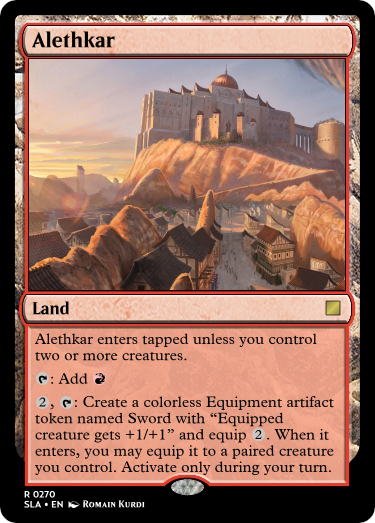 Alethkar
Land
Alethkar enters tapped unless you control
two or more creatures.
: Add
2, : Create a colorless Equipment artifact
token named Sword with “Equipped
creature gets +1/+1” and equip 2. When it
enters, you may equip it to a paired creature
you control. Activate only during your turn.
R 0270
SLA • EN Romain Kurdi